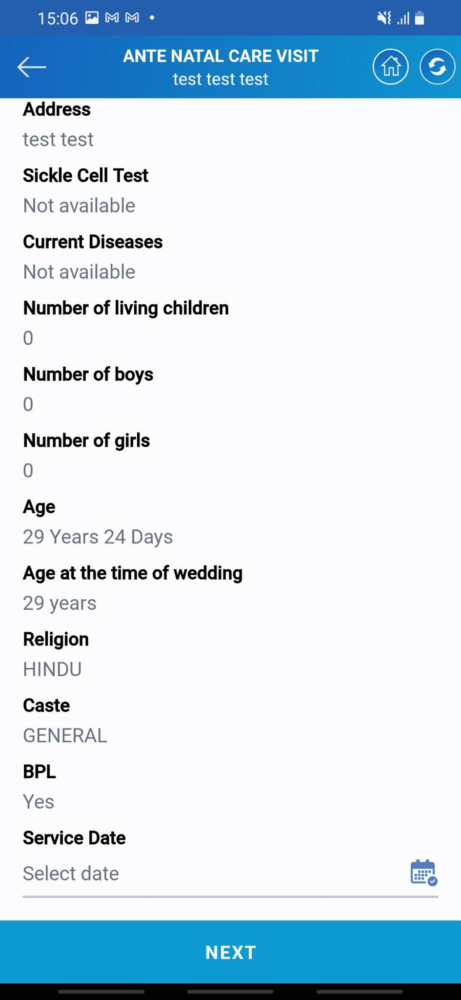 15:06
ANTE NATAL CARE VISIT
test test test
Address
test test
Sickle Cell Test
Not available
Current Diseases
Not available
Number of living children
0
Number of boys
0
Number of girls
0
Age
29 Years 24 Days
Age at the time of wedding
29 years
Religion
HINDU
Caste
GENERAL
BPL
Yes
Service Date
Select date
NEXT